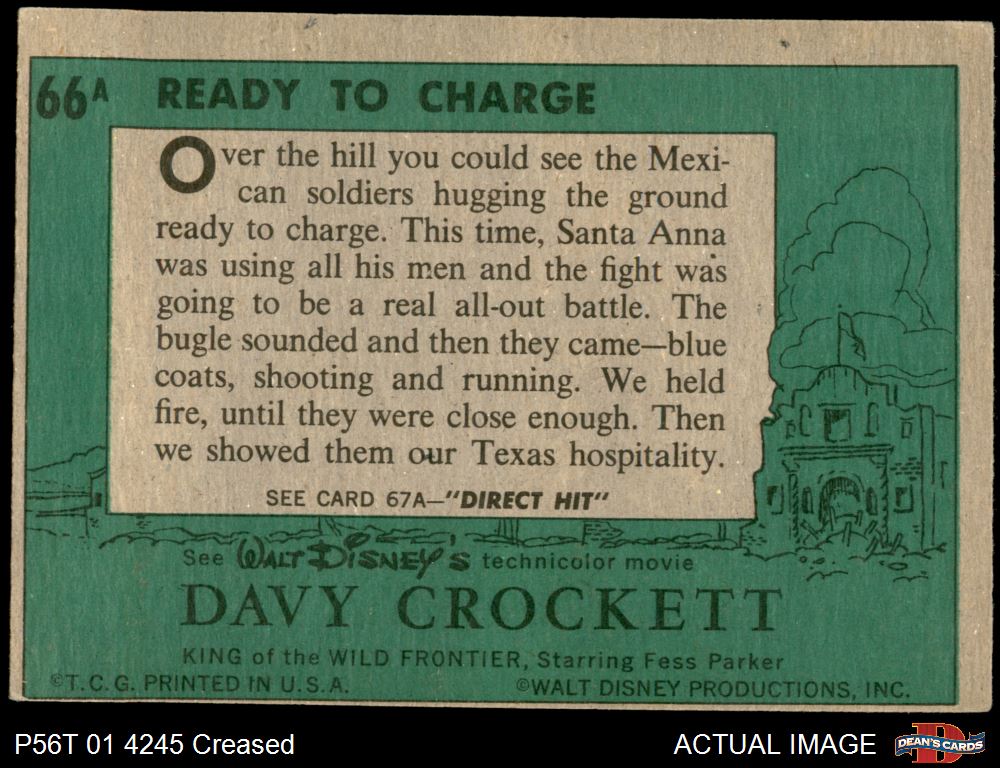 66A READY TO CHARGE
Over the hill you could see the Mexi-
can soldiers hugging the ground
ready to charge. This time, Santa Anna
was using all his men and the fight was
going to be a real all-out battle. The
bugle sounded and then they came—blue
coats, shooting and running. We held
fire, until they were close enough. Then
we showed them our Texas hospitality.
SEE CARD 67A—"DIRECT HIT"
See WALT DISNEY'S technicolor movie
DAVY CROCKETT
KING of the WILD FRONTIER, Starring Fess Parker
©T.C.G. PRINTED IN U.S.A. ©WALT DISNEY PRODUCTIONS, INC.
P56T 01 4245 Creased ACTUAL IMAGE DEAN'S CARDS